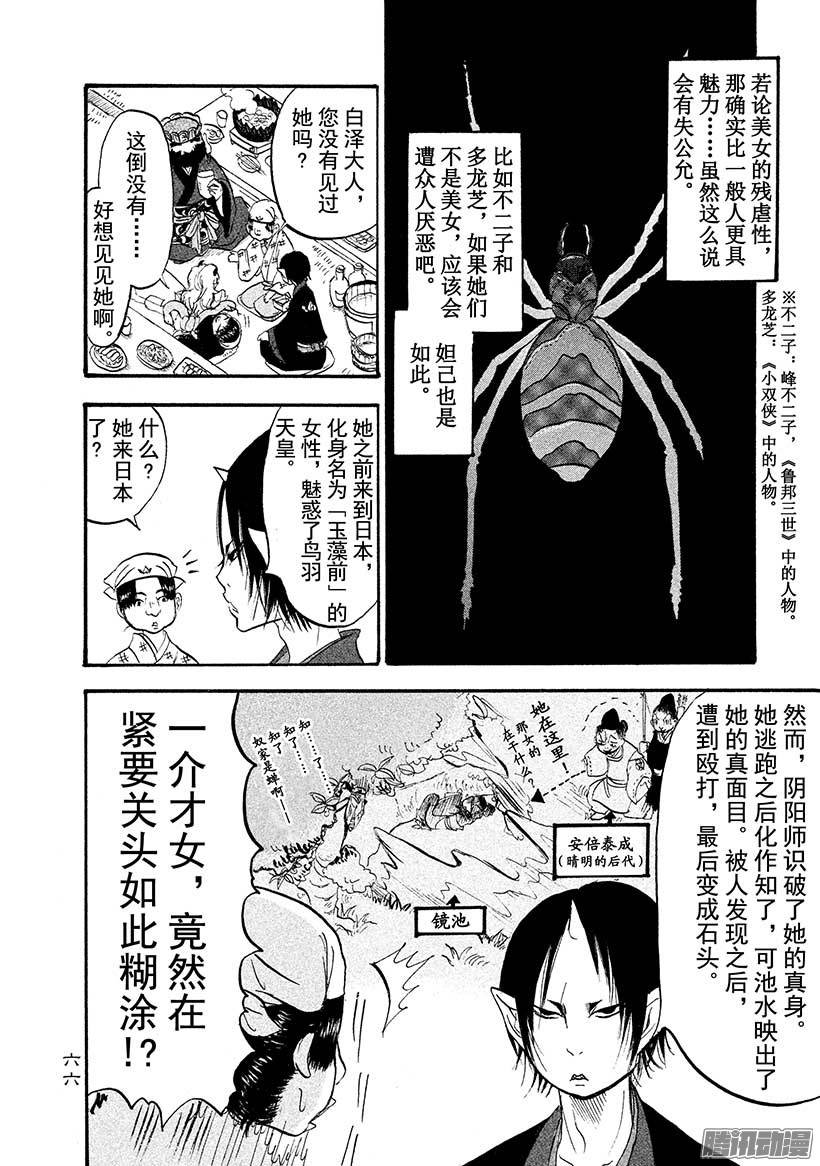 若论美女的残虐性，
那确实比一般人更具
魅力……虽然这么说
会有失公允。
比如不二子和
多龙芝，如果她们
不是美女，应该会
遭众人厌恶吧。
妲己也是
如此。
※不二子：峰不二子，《鲁邦三世》中的人物。
多龙芝：《小双侠》中的人物。
白泽大人，
您没有见过
她吗？
这倒没有……
好想见见她啊。
她之前来到日本，
化身名为「玉藻前」的
女性，魅惑了鸟羽
天皇。
什么？
她来日本
了？
然而，阴阳师识破了她的真身。
她逃跑之后化作知了，可池水映出了
她的真面目。被人发现之后，
遭到殴打，最后变成石头。
她在这里！
那女的
在干什么？
安倍泰成
(晴明的后代)
镜池
知……了……
知了……
知了……
奴家是蝉啊——
一介才女，竟然在
紧要关头如此糊涂!?
六六
腾讯动漫